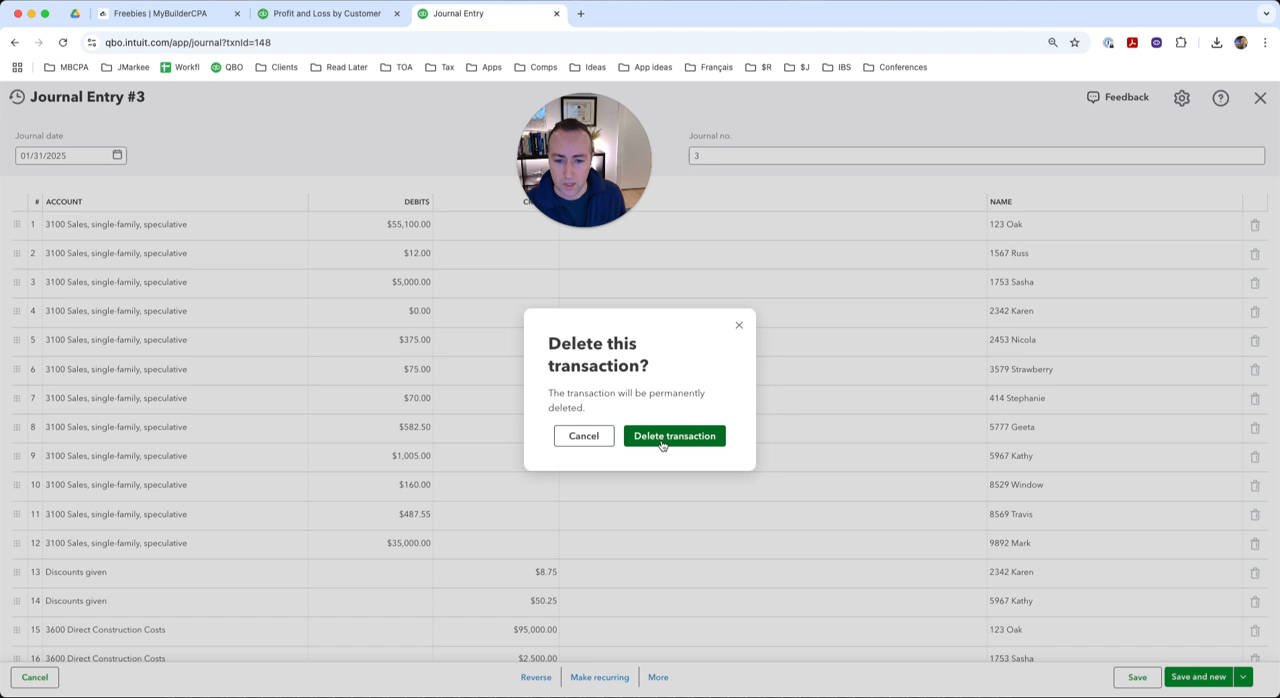 Freebies | MyBuilderCPA
Profit and Loss by Customer
Journal Entry
qbo.intuit.com/app/journal?txnId=148
MBCPA JMarkee Workfl QBO Clients Read Later TOA Tax Apps Comps Ideas App ideas Français $R $J IBS Conferences
Journal Entry #3 Feedback
Journal date Journal no.
01/31/2025 3
# ACCOUNT DEBITS NAME
1 3100 Sales, single-family, speculative $55,100.00 123 Oak
2 3100 Sales, single-family, speculative $12.00 1567 Russ
3 3100 Sales, single-family, speculative $5,000.00 1753 Sasha
4 3100 Sales, single-family, speculative $0.00 2342 Karen
5 3100 Sales, single-family, speculative $375.00 2453 Nicola
6 3100 Sales, single-family, speculative $75.00 3579 Strawberry
7 3100 Sales, single-family, speculative $70.00 414 Stephanie
8 3100 Sales, single-family, speculative $582.50 5777 Geeta
9 3100 Sales, single-family, speculative $1,005.00 5967 Kathy
10 3100 Sales, single-family, speculative $160.00 8529 Window
11 3100 Sales, single-family, speculative $487.55 8569 Travis
12 3100 Sales, single-family, speculative $35,000.00 9892 Mark
13 Discounts given $8.75 2342 Karen
14 Discounts given $50.25 5967 Kathy
15 3600 Direct Construction Costs $95,000.00 123 Oak
16 3600 Direct Construction Costs $2,500.00 1753 Sasha
Delete this
transaction?
The transaction will be permanently
deleted.
Cancel Delete transaction
Cancel Reverse Make recurring More Save Save and new